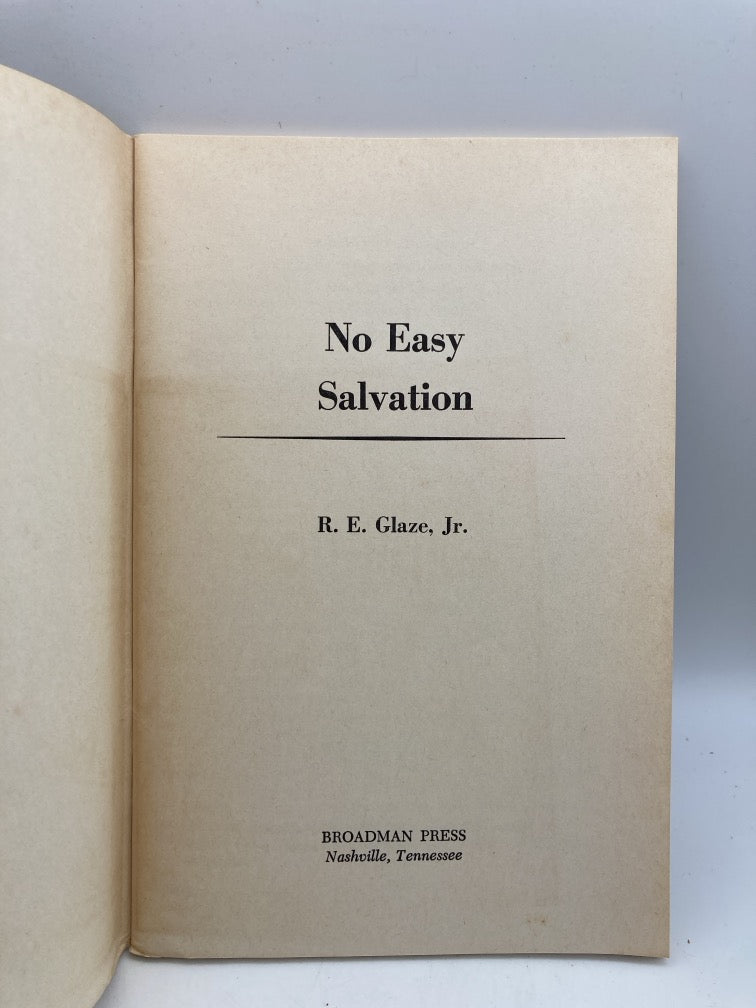 No Easy
Salvation
R. E. Glaze, Jr.
BROADMAN PRESS
Nashville, Tennessee